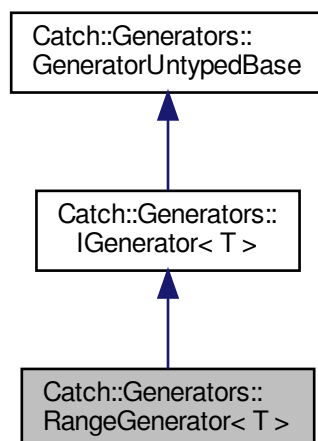 Catch::Generators::
GeneratorUntypedBase
Catch::Generators::
IGenerator< T >
Catch::Generators::
RangeGenerator< T >